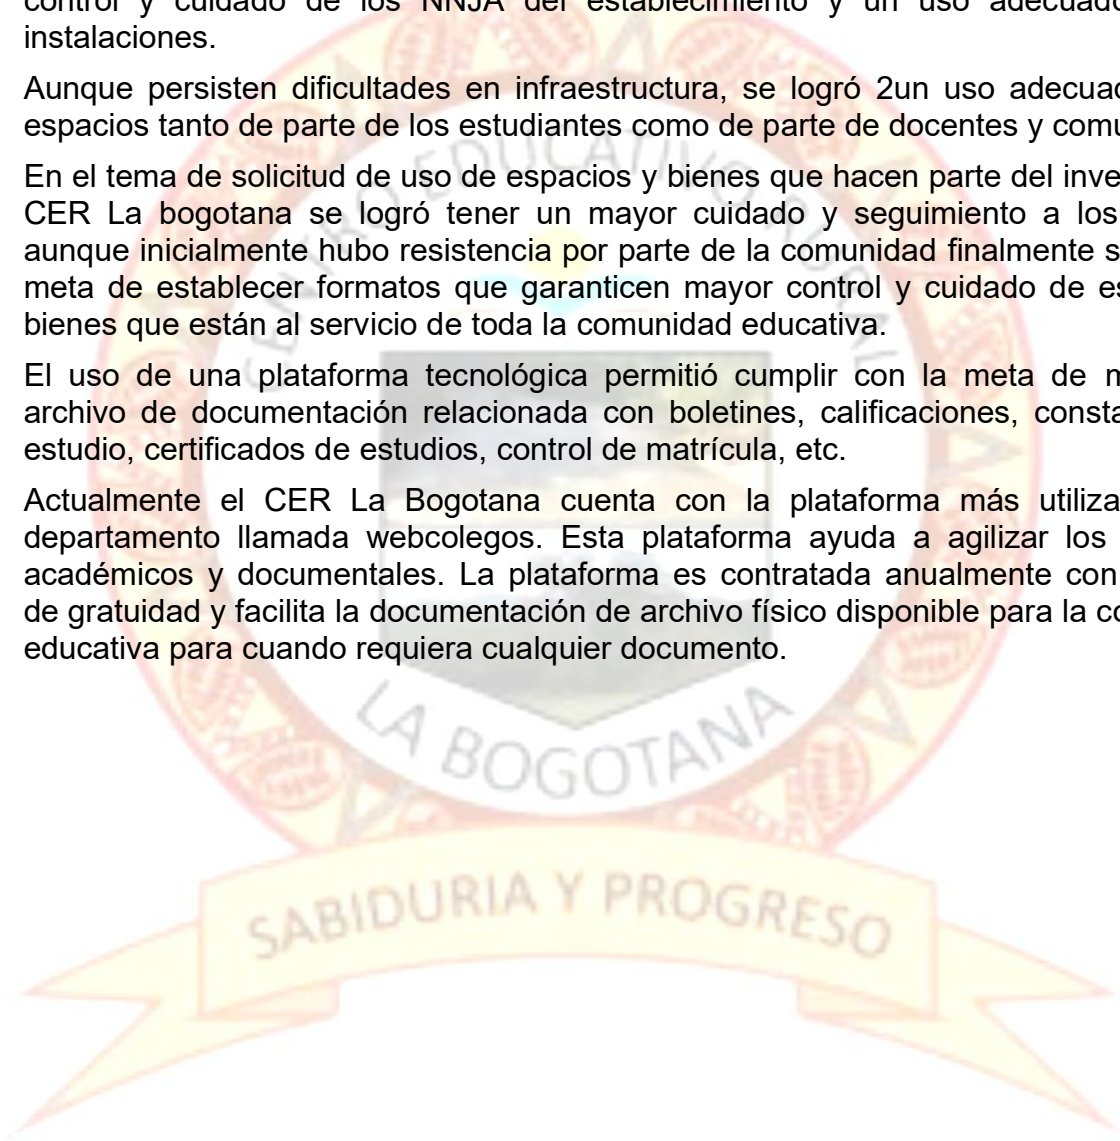 control y cuidado de los NNJA del establecimiento y un uso adecuado
instalaciones.
Aunque persisten dificultades en infraestructura, se logró 2un uso adecuad
espacios tanto de parte de los estudiantes como de parte de docentes y comu
En el tema de solicitud de uso de espacios y bienes que hacen parte del inve
CER La bogotana se logró tener un mayor cuidado y seguimiento a los
aunque inicialmente hubo resistencia por parte de la comunidad finalmente s
meta de establecer formatos que garanticen mayor control y cuidado de es
bienes que están al servicio de toda la comunidad educativa.
El uso de una plataforma tecnológica permitió cumplir con la meta de m
archivo de documentación relacionada con boletines, calificaciones, consta
estudio, certificados de estudios, control de matrícula, etc.
Actualmente el CER La Bogotana cuenta con la plataforma más utiliza
departamento llamada webcolegos. Esta plataforma ayuda a agilizar los
académicos y documentales. La plataforma es contratada anualmente con
de gratuidad y facilita la documentación de archivo físico disponible para la co
educativa para cuando requiera cualquier documento.
CENTRO EDUCATIVO RURAL
LA BOGOTANA
SABIDURIA Y PROGRESO